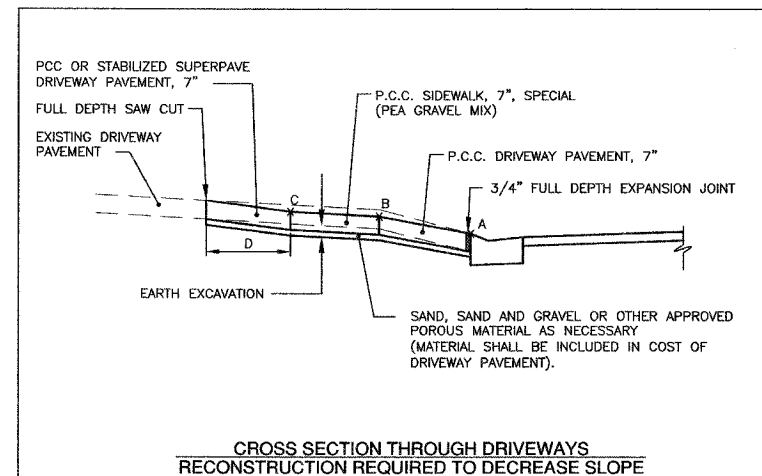 PCC OR STABILIZED SUPERPAVE
DRIVEWAY PAVEMENT, 7"
FULL DEPTH SAW CUT
EXISTING DRIVEWAY
PAVEMENT
P.C.C. SIDEWALK, 7", SPECIAL
(PEA GRAVEL MIX)
P.C.C. DRIVEWAY PAVEMENT, 7"
3/4" FULL DEPTH EXPANSION JOINT
C
B
A
D
EARTH EXCAVATION
SAND, SAND AND GRAVEL OR OTHER APPROVED
POROUS MATERIAL AS NECESSARY
(MATERIAL SHALL BE INCLUDED IN COST OF
DRIVEWAY PAVEMENT).
CROSS SECTION THROUGH DRIVEWAYS
RECONSTRUCTION REQUIRED TO DECREASE SLOPE